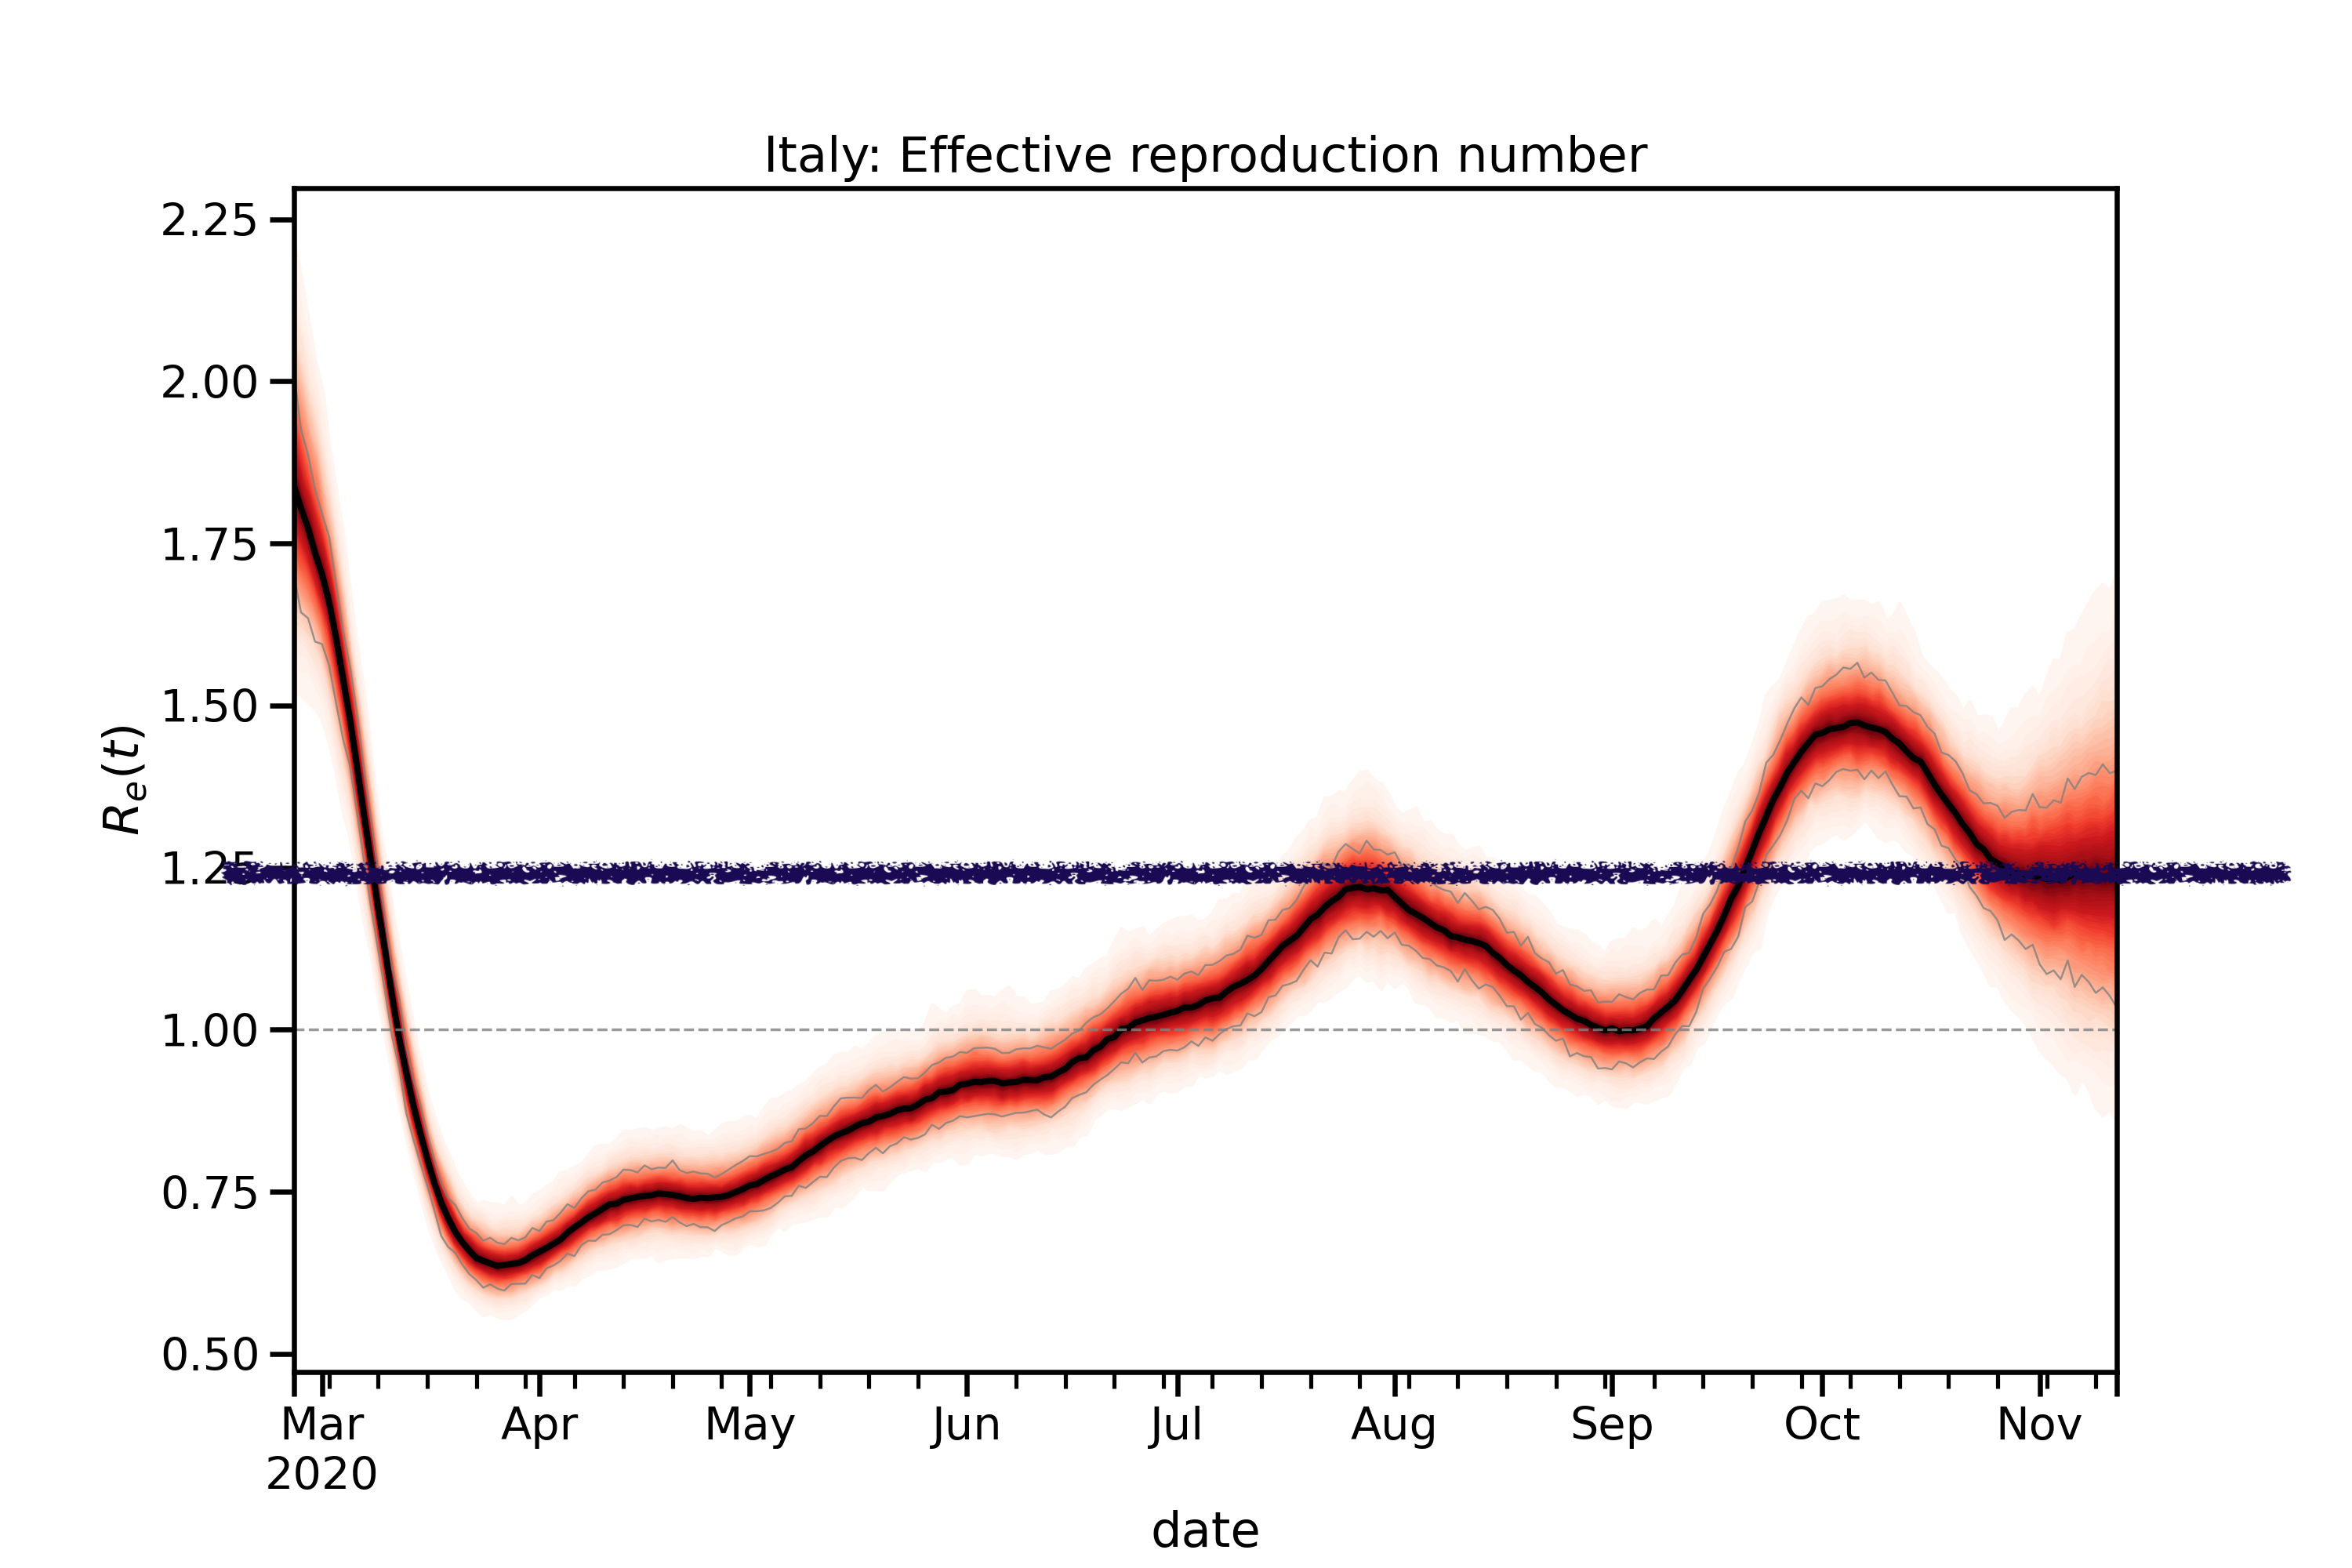 Italy: Effective reproduction number
2.25
2.00
1.75
1.50
1.25
1.00
0.75
0.50
Rₑ(t)
Mar Apr May Jun Jul Aug Sep Oct Nov
2020
date